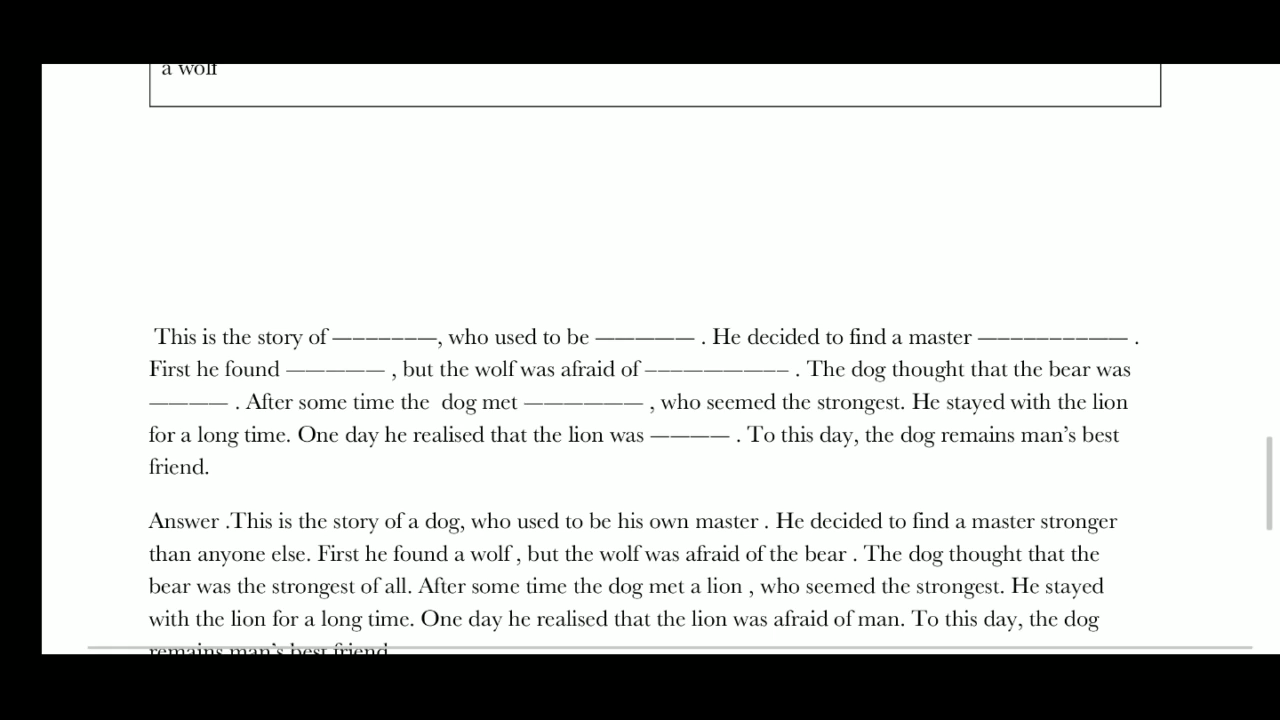 a wolf
This is the story of ————————, who used to be ————— . He decided to find a master ———————— .
First he found ————— , but the wolf was afraid of ———————— . The dog thought that the bear was
———— . After some time the  dog met —————— , who seemed the strongest. He stayed with the lion
for a long time. One day he realised that the lion was ———— . To this day, the dog remains man’s best
friend.
Answer .This is the story of a dog, who used to be his own master . He decided to find a master stronger
than anyone else. First he found a wolf , but the wolf was afraid of the bear . The dog thought that the
bear was the strongest of all. After some time the dog met a lion , who seemed the strongest. He stayed
with the lion for a long time. One day he realised that the lion was afraid of man. To this day, the dog
remains man’s best friend